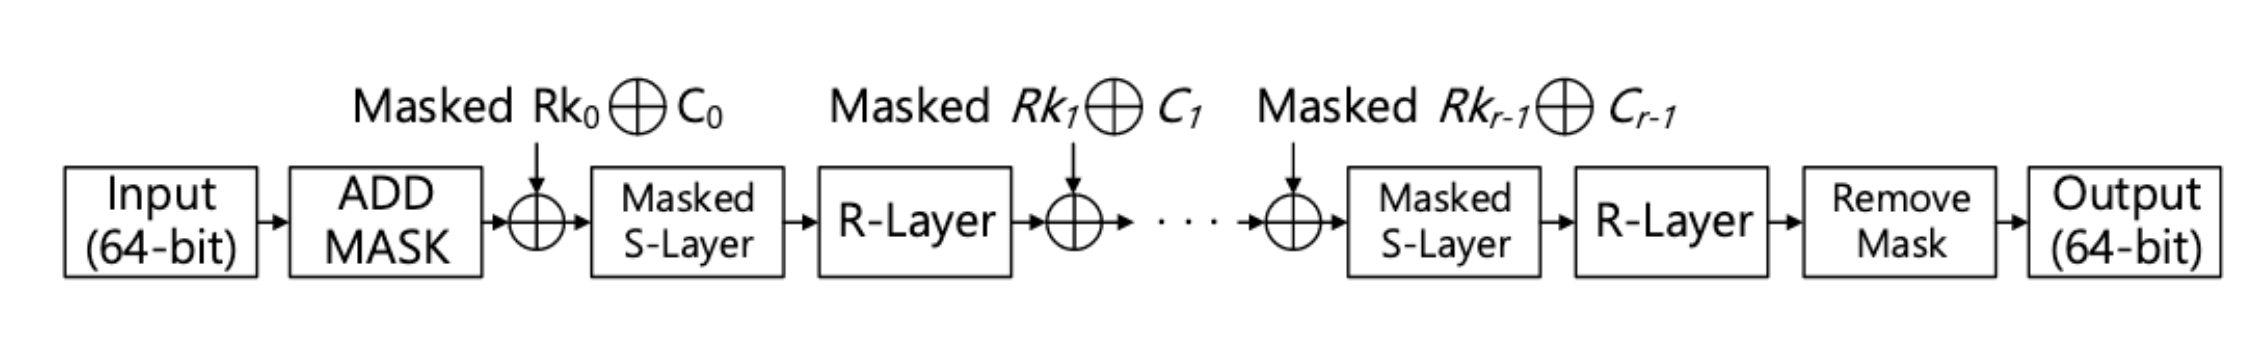 Masked Rk₀⊕C₀ Masked Rk₁⊕C₁ Masked Rkᵣ₋₁⊕Cᵣ₋₁
Input
(64-bit)
ADD
MASK
Masked
S-Layer
R-Layer
· · ·
Masked
S-Layer
R-Layer
Remove
Mask
Output
(64-bit)